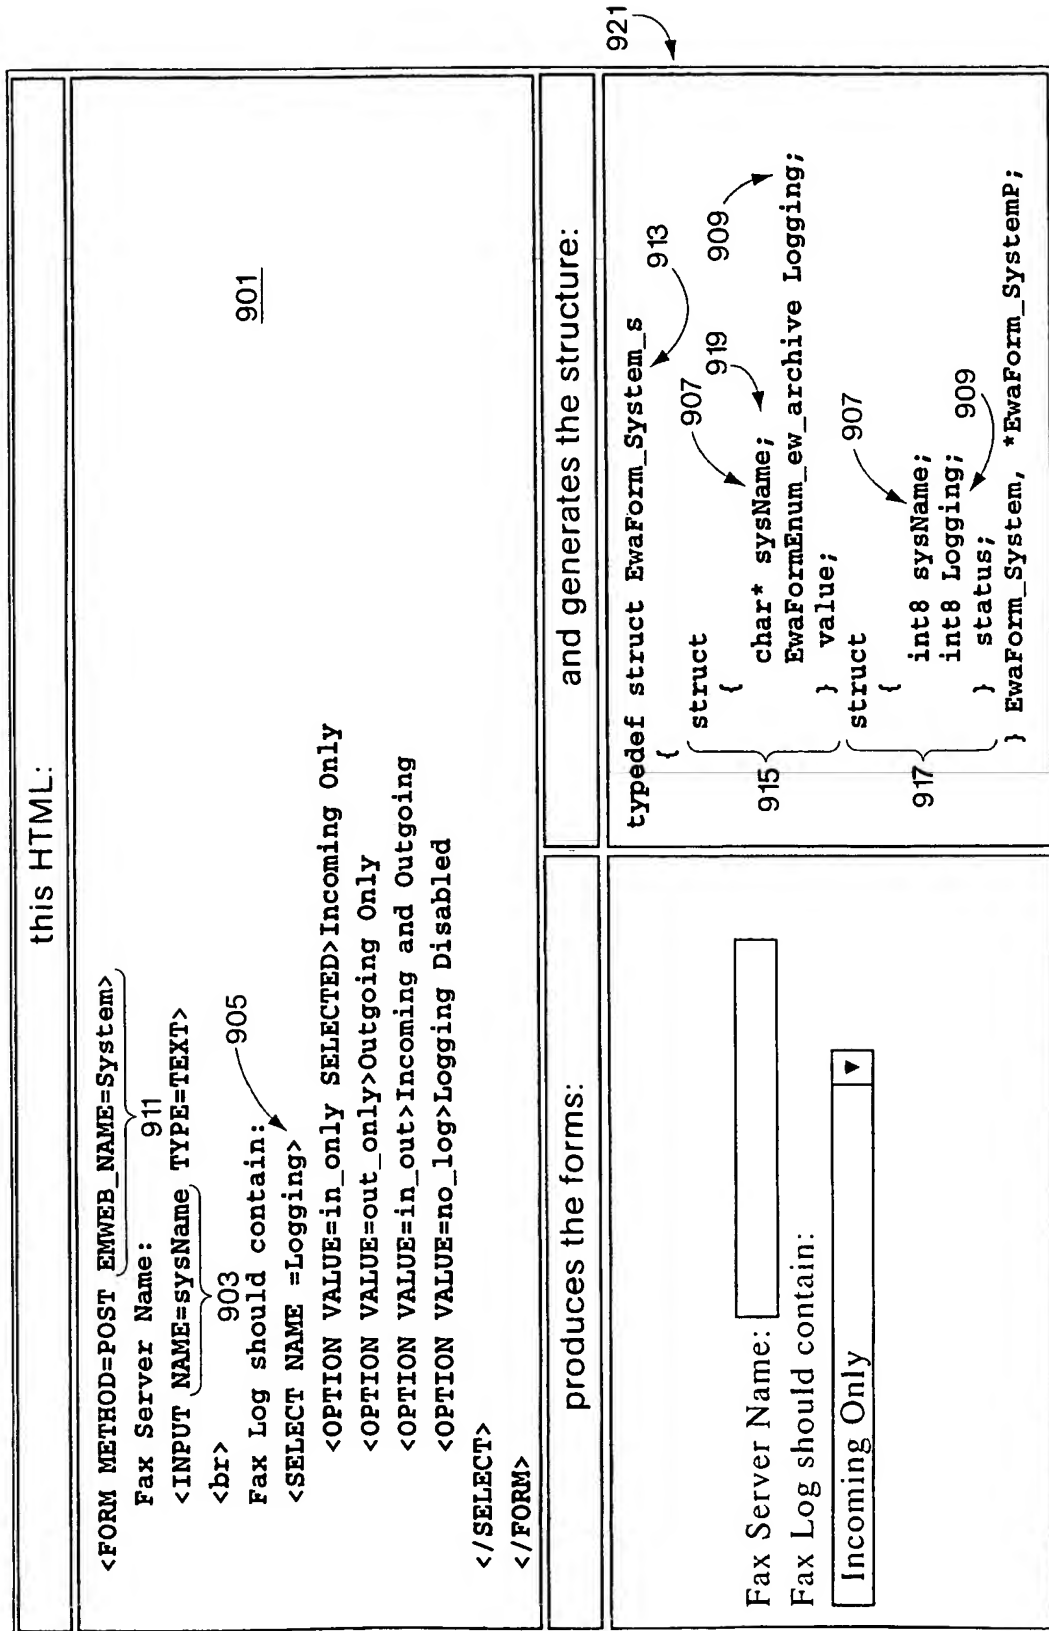 this HTML:
<FORM METHOD=POST EMWEB_NAME=System>
911
Fax Server Name:
<INPUT NAME=sysName TYPE=TEXT>
903
<br>
905
Fax Log should contain:
<SELECT NAME =Logging>
<OPTION VALUE=in_only SELECTED>Incoming Only
<OPTION VALUE=out_only>Outgoing Only
<OPTION VALUE=in_out>Incoming and Outgoing
<OPTION VALUE=no_log>Logging Disabled
</SELECT>
</FORM>
901
produces the forms:
Fax Server Name:
Fax Log should contain:
Incoming Only
and generates the structure:
921
typedef struct EwaForm_System_s
913
{
struct
{
907
919
909
char* sysName;
EwaFormEnum_ew_archive Logging;
} value;
915
struct
{
907
int8 sysName;
int8 Logging;
909
} status;
917
} EwaForm_System, *EwaForm_SystemP;